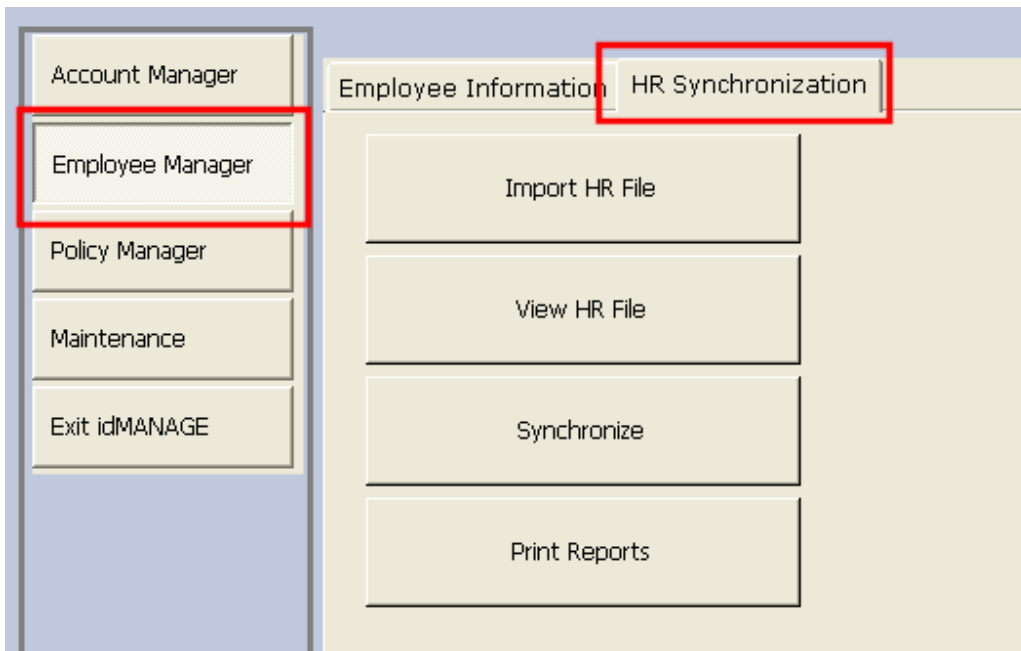 Account Manager
Employee Manager
Policy Manager
Maintenance
Exit idMANAGE
Employee Information
HR Synchronization
Import HR File
View HR File
Synchronize
Print Reports